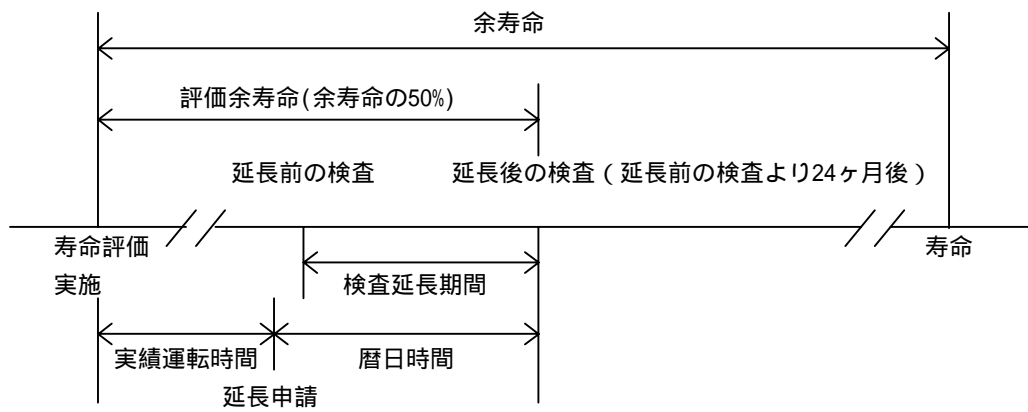 余寿命
評価余寿命(余寿命の50%)
延長前の検査
延長後の検査(延長前の検査より24ヶ月後)
寿命評価
実施
寿命
検査延長期間
実績運転時間
暦日時間
延長申請